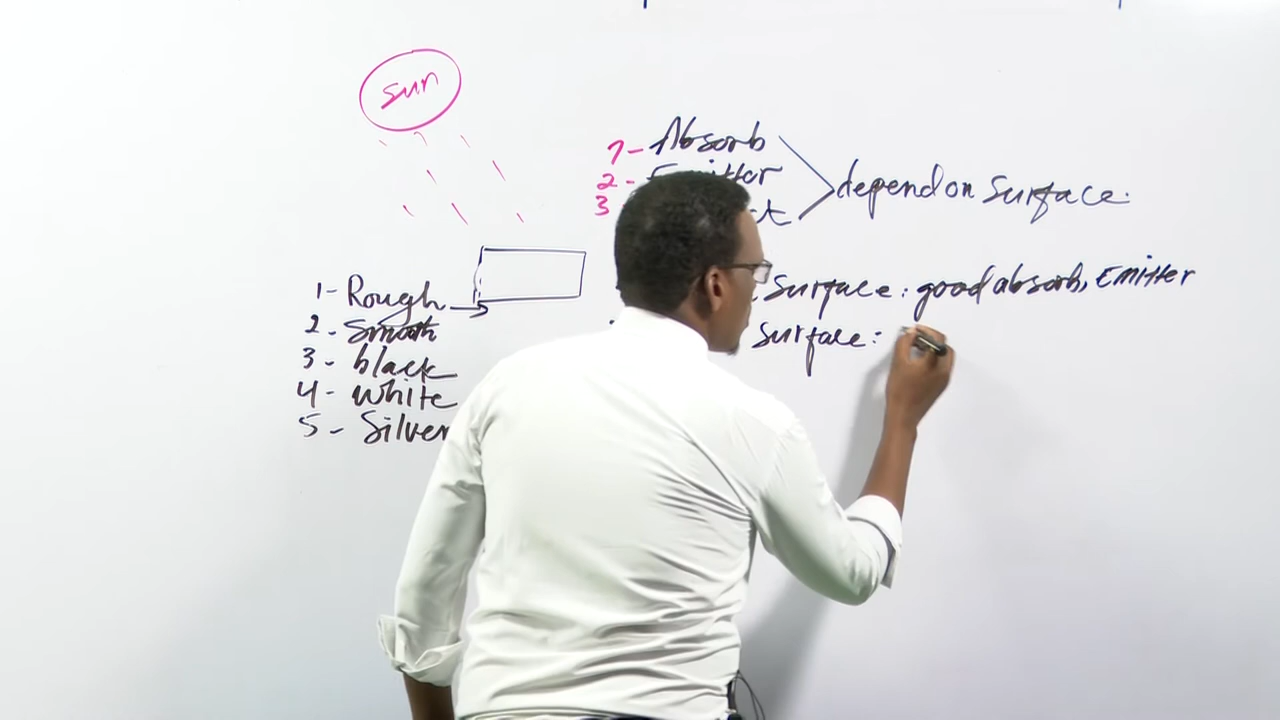 sun
1- Absorb
2-
3
depend on surface.
1- Rough
2- Smooth
3- black
4- white
5- Silver
surface: good absorb, Emitter
surface: